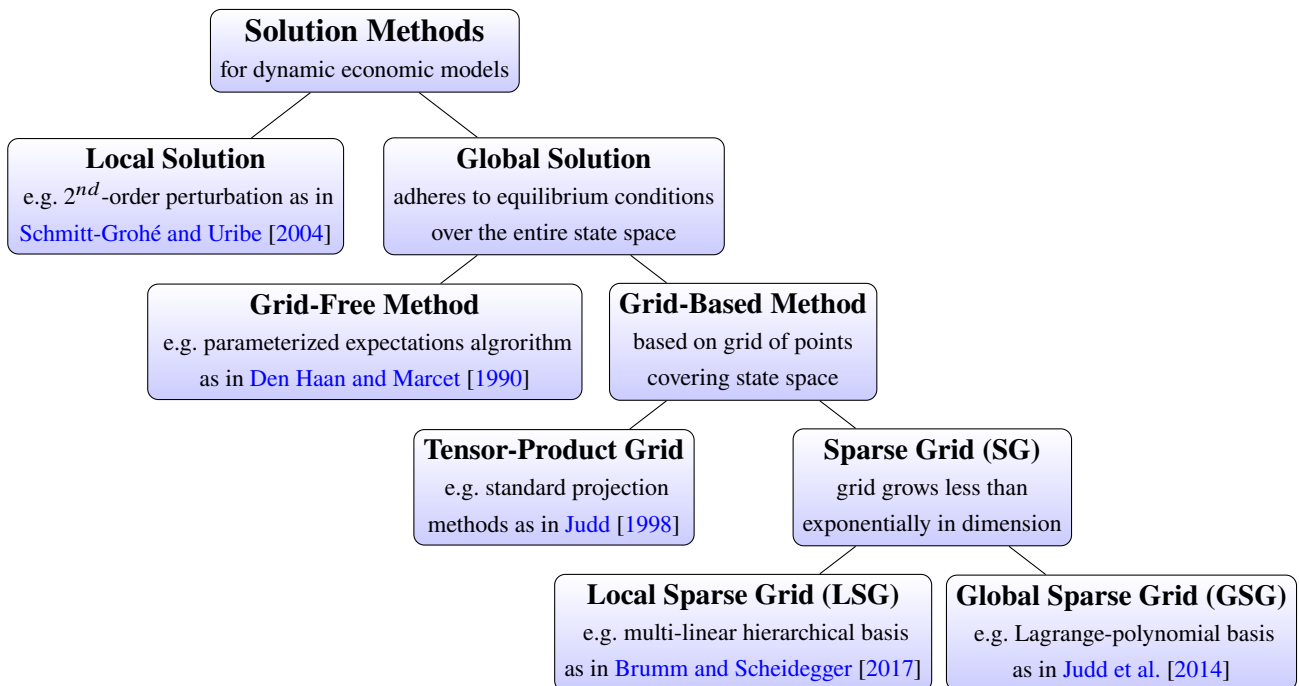 Solution Methods
for dynamic economic models
Local Solution
e.g. 2nd-order perturbation as in
Schmitt-Grohé and Uribe [2004]
Global Solution
adheres to equilibrium conditions
over the entire state space
Grid-Free Method
e.g. parameterized expectations algrorithm
as in Den Haan and Marcet [1990]
Grid-Based Method
based on grid of points
covering state space
Tensor-Product Grid
e.g. standard projection
methods as in Judd [1998]
Sparse Grid (SG)
grid grows less than
exponentially in dimension
Local Sparse Grid (LSG)
e.g. multi-linear hierarchical basis
as in Brumm and Scheidegger [2017]
Global Sparse Grid (GSG)
e.g. Lagrange-polynomial basis
as in Judd et al. [2014]